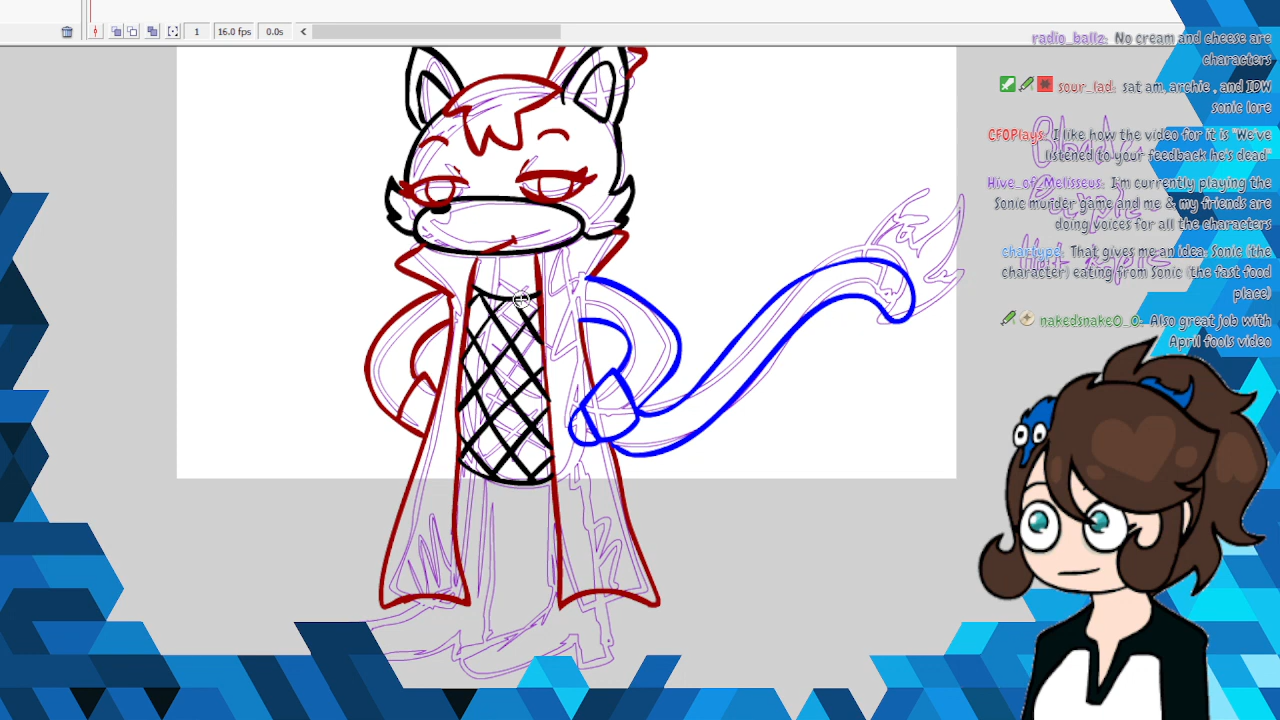 1
16.0 fps
0.0s
radio_ballz: No cream and cheese are
characters
sour_lad: sat am, archie , and IDW
sonic lore
CFOPlays: I like how the video for it is "We've
listened to your feedback he's dead"
Hive_of_Melisseus: I'm currently playing the
Sonic murder game and me & my friends are
doing voices for all the characters
chartype: That gives me an idea: Sonic (the
character) eating from Sonic (the fast food
place)
nakedsnake0_0: Also great job with
April fools video